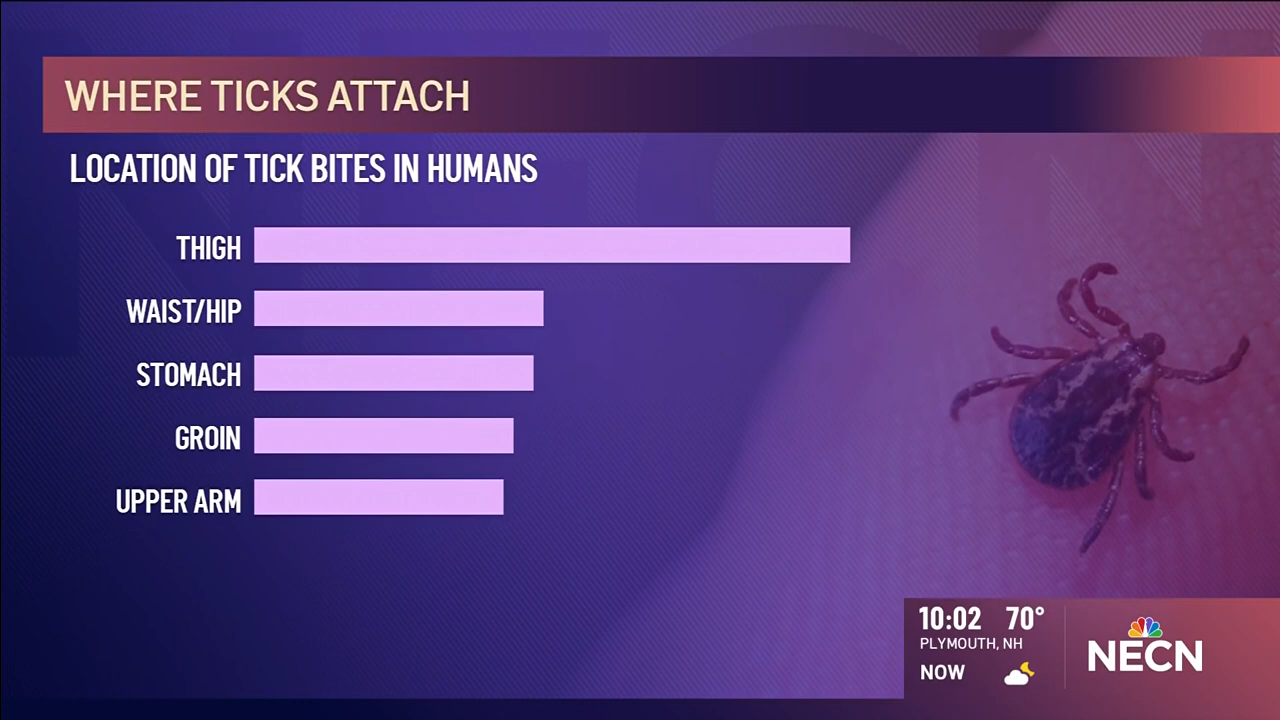 WHERE TICKS ATTACH
LOCATION OF TICK BITES IN HUMANS
THIGH
WAIST/HIP
STOMACH
GROIN
UPPER ARM
10:02 70°
PLYMOUTH, NH
NOW
NECN